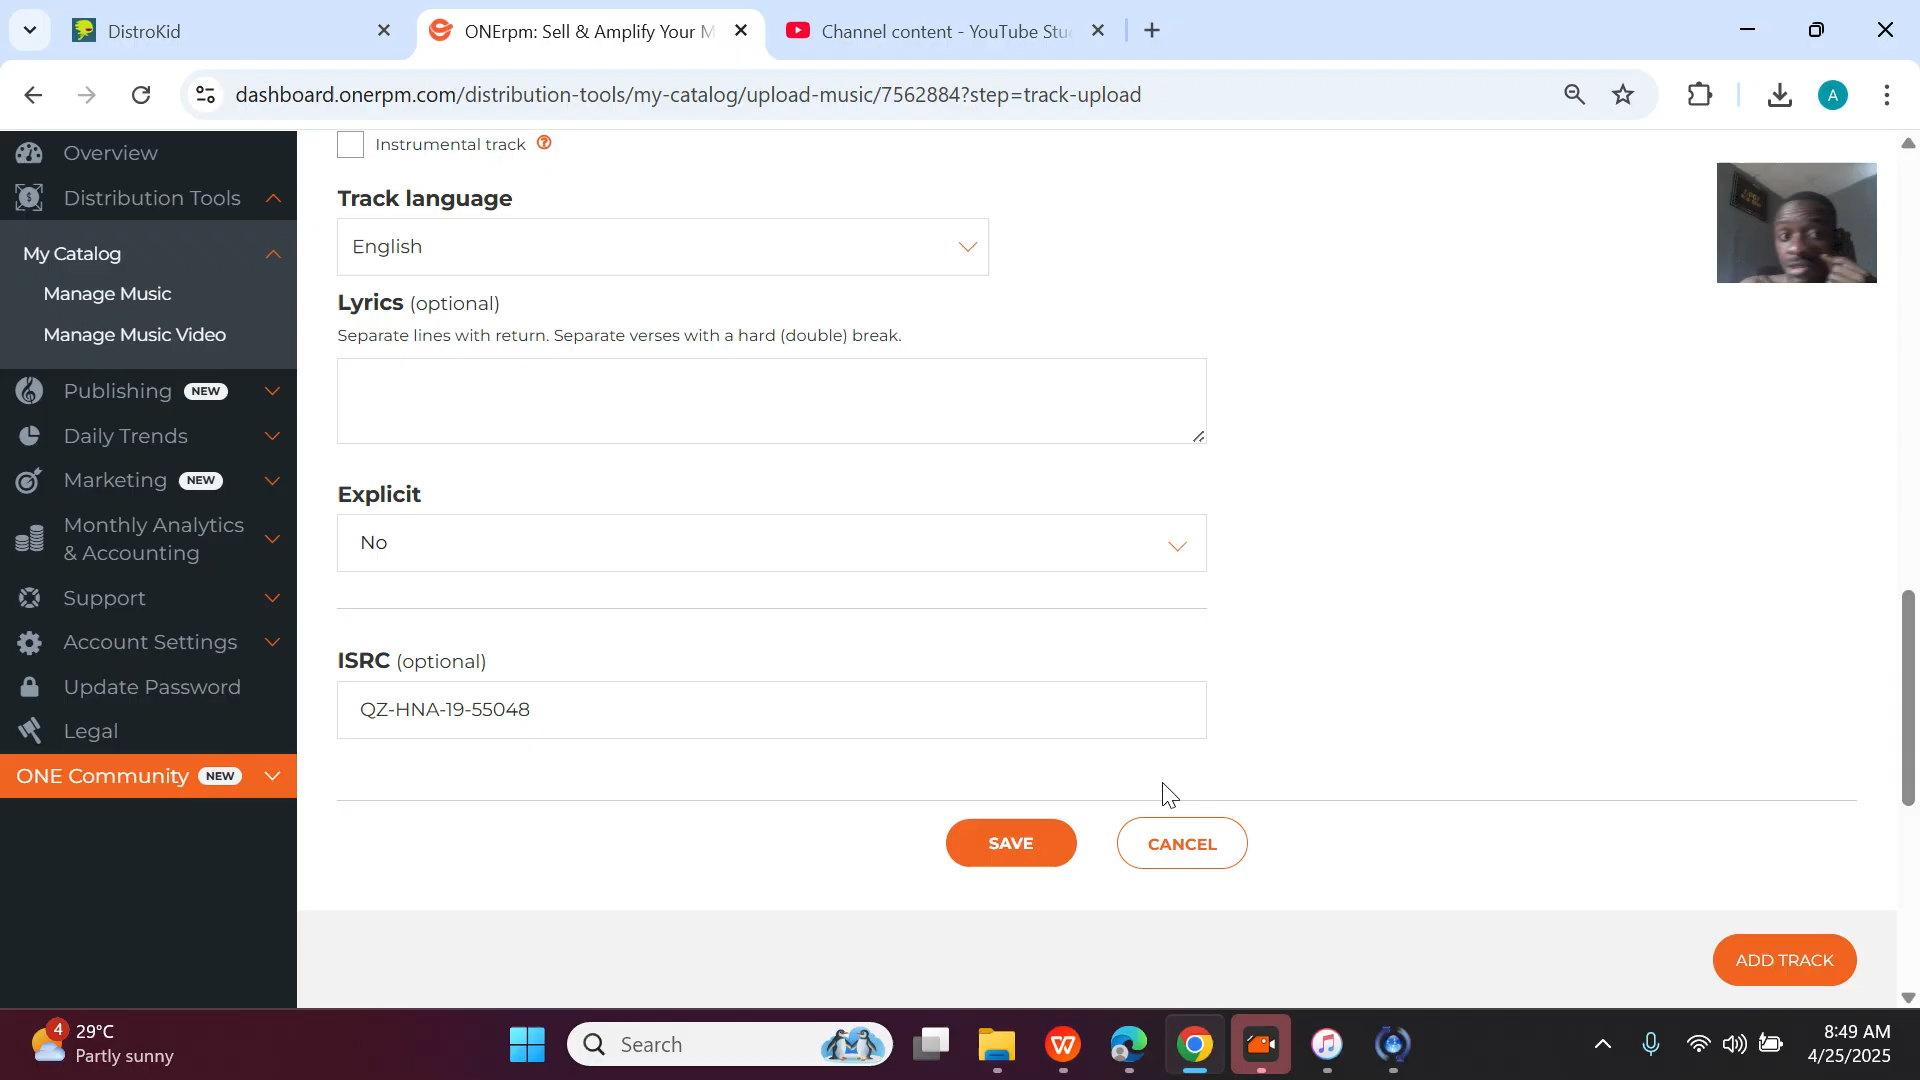 DistroKid
ONErpm: Sell & Amplify Your M
Channel content - YouTube Stu
dashboard.onerpm.com/distribution-tools/my-catalog/upload-music/7562884?step=track-upload
A
Overview
Distribution Tools
My Catalog
Manage Music
Manage Music Video
Publishing NEW
Daily Trends
Marketing NEW
Monthly Analytics
& Accounting
Support
Account Settings
Update Password
Legal
ONE Community NEW
Instrumental track ?
Track language
English
Lyrics (optional)
Separate lines with return. Separate verses with a hard (double) break.
Explicit
No
ISRC (optional)
QZ-HNA-19-55048
SAVE
CANCEL
ADD TRACK
4
29°C
Partly sunny
Search
8:49 AM
4/25/2025